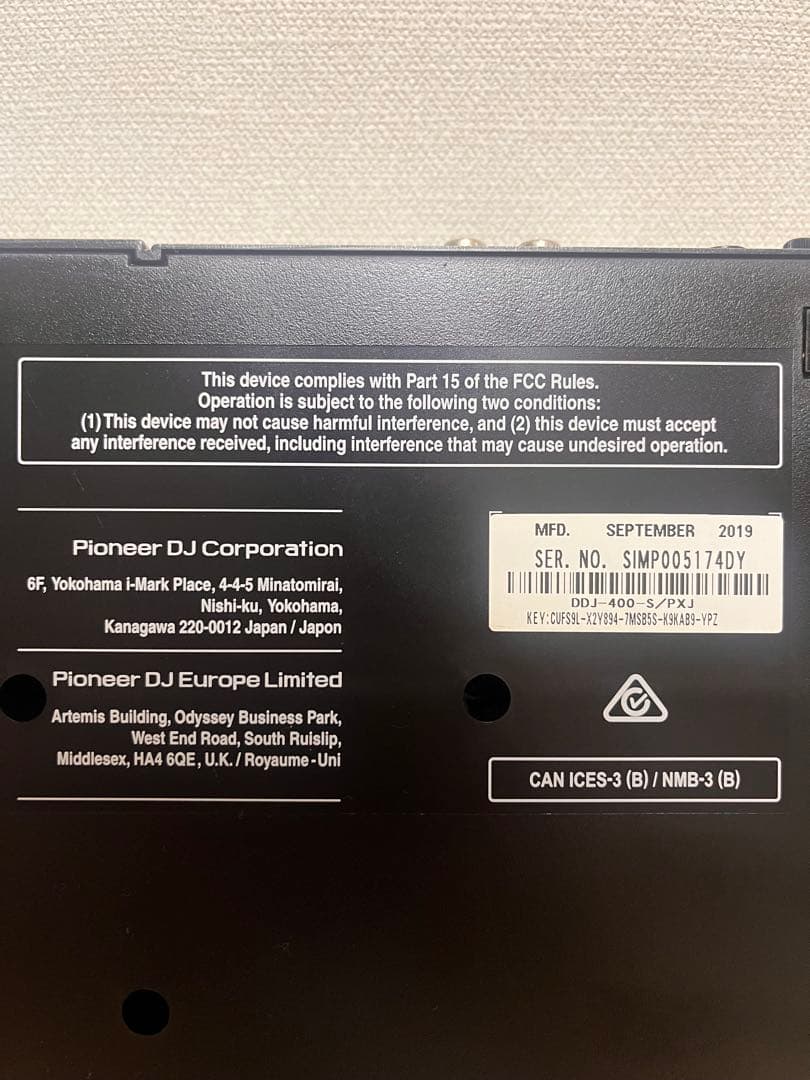 This device complies with Part 15 of the FCC Rules.
Operation is subject to the following two conditions:
(1) This device may not cause harmful interference, and (2) this device must accept
any interference received, including interference that may cause undesired operation.
Pioneer DJ Corporation
6F, Yokohama i-Mark Place, 4-4-5 Minatomirai,
Nishi-ku, Yokohama,
Kanagawa 220-0012 Japan / Japon
Pioneer DJ Europe Limited
Artemis Building, Odyssey Business Park,
West End Road, South Ruislip,
Middlesex, HA4 6QE, U.K. / Royaume-Uni
MFD. SEPTEMBER 2019
SER. NO. SIMP005174DY
DDJ-400-S/PXJ
KEY:CUFS9L-X2Y894-7MSB5S-K9KAB9-YPZ
CAN ICES-3 (B) / NMB-3 (B)